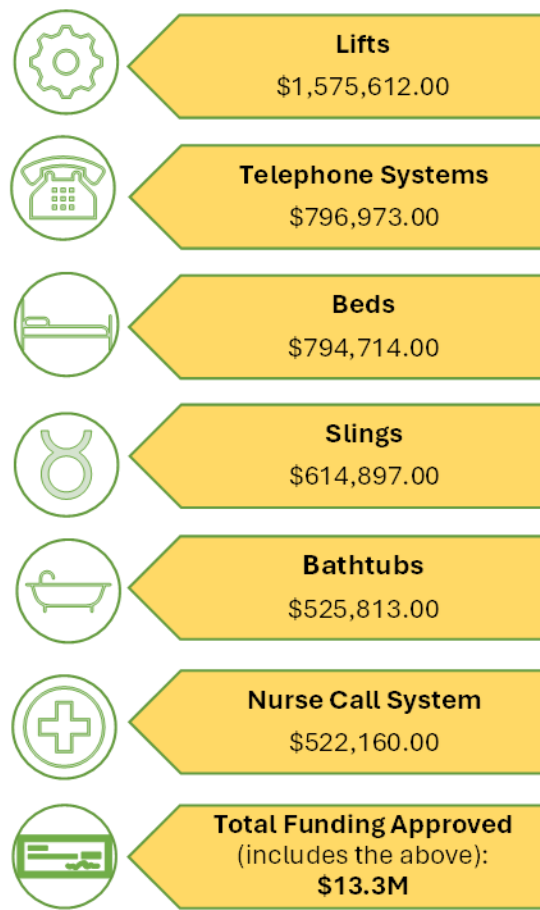 Lifts
$1,575,612.00
Telephone Systems
$796,973.00
Beds
$794,714.00
Slings
$614,897.00
Bathtubs
$525,813.00
Nurse Call System
$522,160.00
Total Funding Approved
(includes the above):
$13.3M